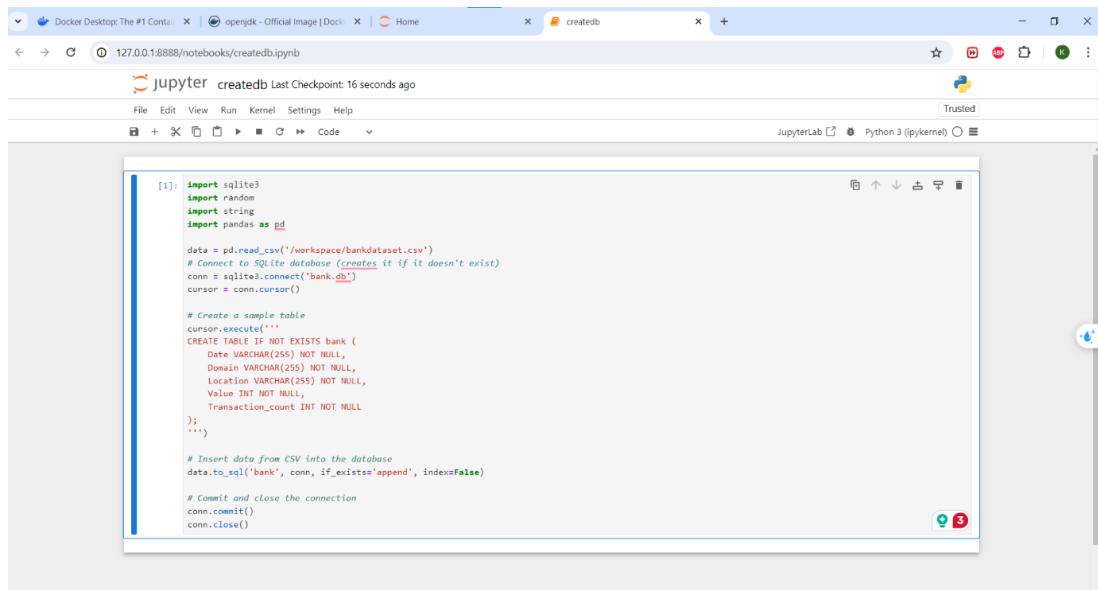 Docker Desktop: The #1 Contai
openjdk - Official Image | Dock
Home
createdb
127.0.0.1:8888/notebooks/createdb.ipynb
ABP
K
jupyter createdb Last Checkpoint: 16 seconds ago
File Edit View Run Kernel Settings Help
Trusted
Code
JupyterLab
Python 3 (ipykernel)
[1]: import sqlite3
import random
import string
import pandas as pd
data = pd.read_csv('/workspace/bankdataset.csv')
# Connect to SQLite database (creates it if it doesn't exist)
conn = sqlite3.connect('bank.db')
cursor = conn.cursor()
# Create a sample table
cursor.execute('''
CREATE TABLE IF NOT EXISTS bank (
Date VARCHAR(255) NOT NULL,
Domain VARCHAR(255) NOT NULL,
Location VARCHAR(255) NOT NULL,
Value INT NOT NULL,
Transaction_count INT NOT NULL
);
''')
# Insert data from CSV into the database
data.to_sql('bank', conn, if_exists='append', index=False)
# Commit and close the connection
conn.commit()
conn.close()
3